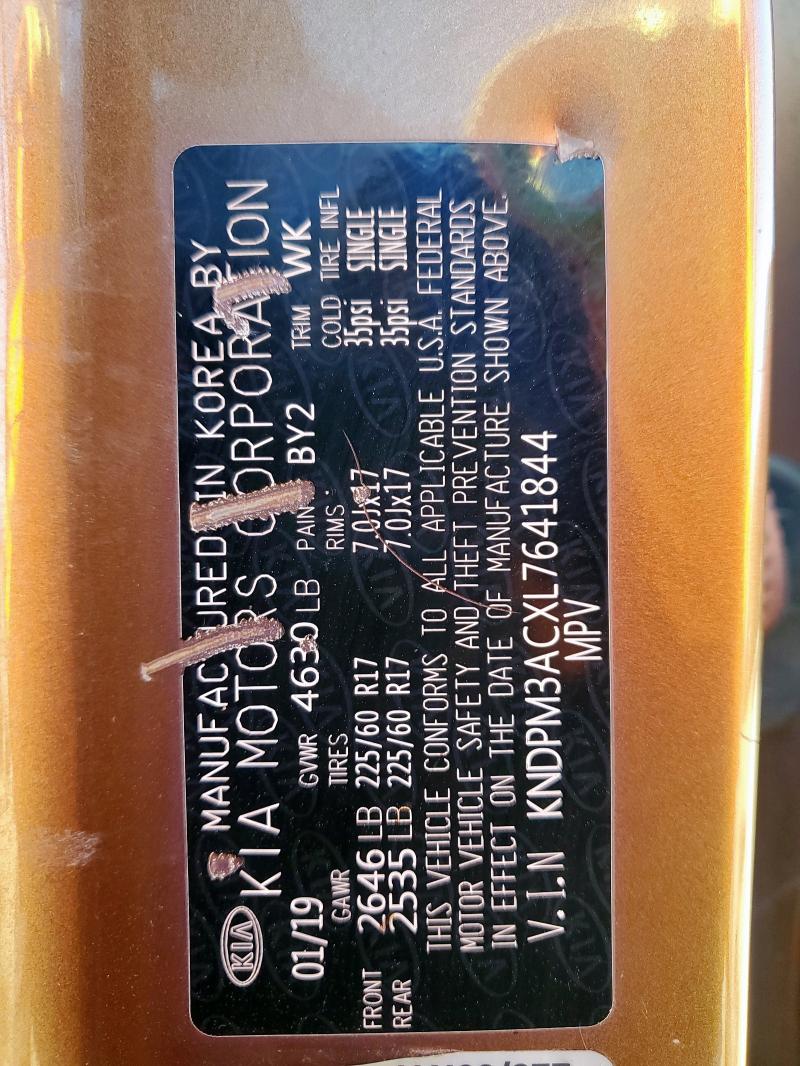 KIA MANUFACTURED IN KOREA BY
KIA MOTORS CORPORATION
01/19 GVWR 4630 LB PAINT BY2 TRIM WK
GAWR TIRES RIMS COLD TIRE INFL
FRONT 2646 LB 225/60 R17 7.0Jx17 35psi SINGLE
REAR 2535 LB 225/60 R17 7.0Jx17 35psi SINGLE
THIS VEHICLE CONFORMS TO ALL APPLICABLE U.S.A. FEDERAL
MOTOR VEHICLE SAFETY AND THEFT PREVENTION STANDARDS
IN EFFECT ON THE DATE OF MANUFACTURE SHOWN ABOVE.
V.I.N KNDPM3ACXL7641844
MPV